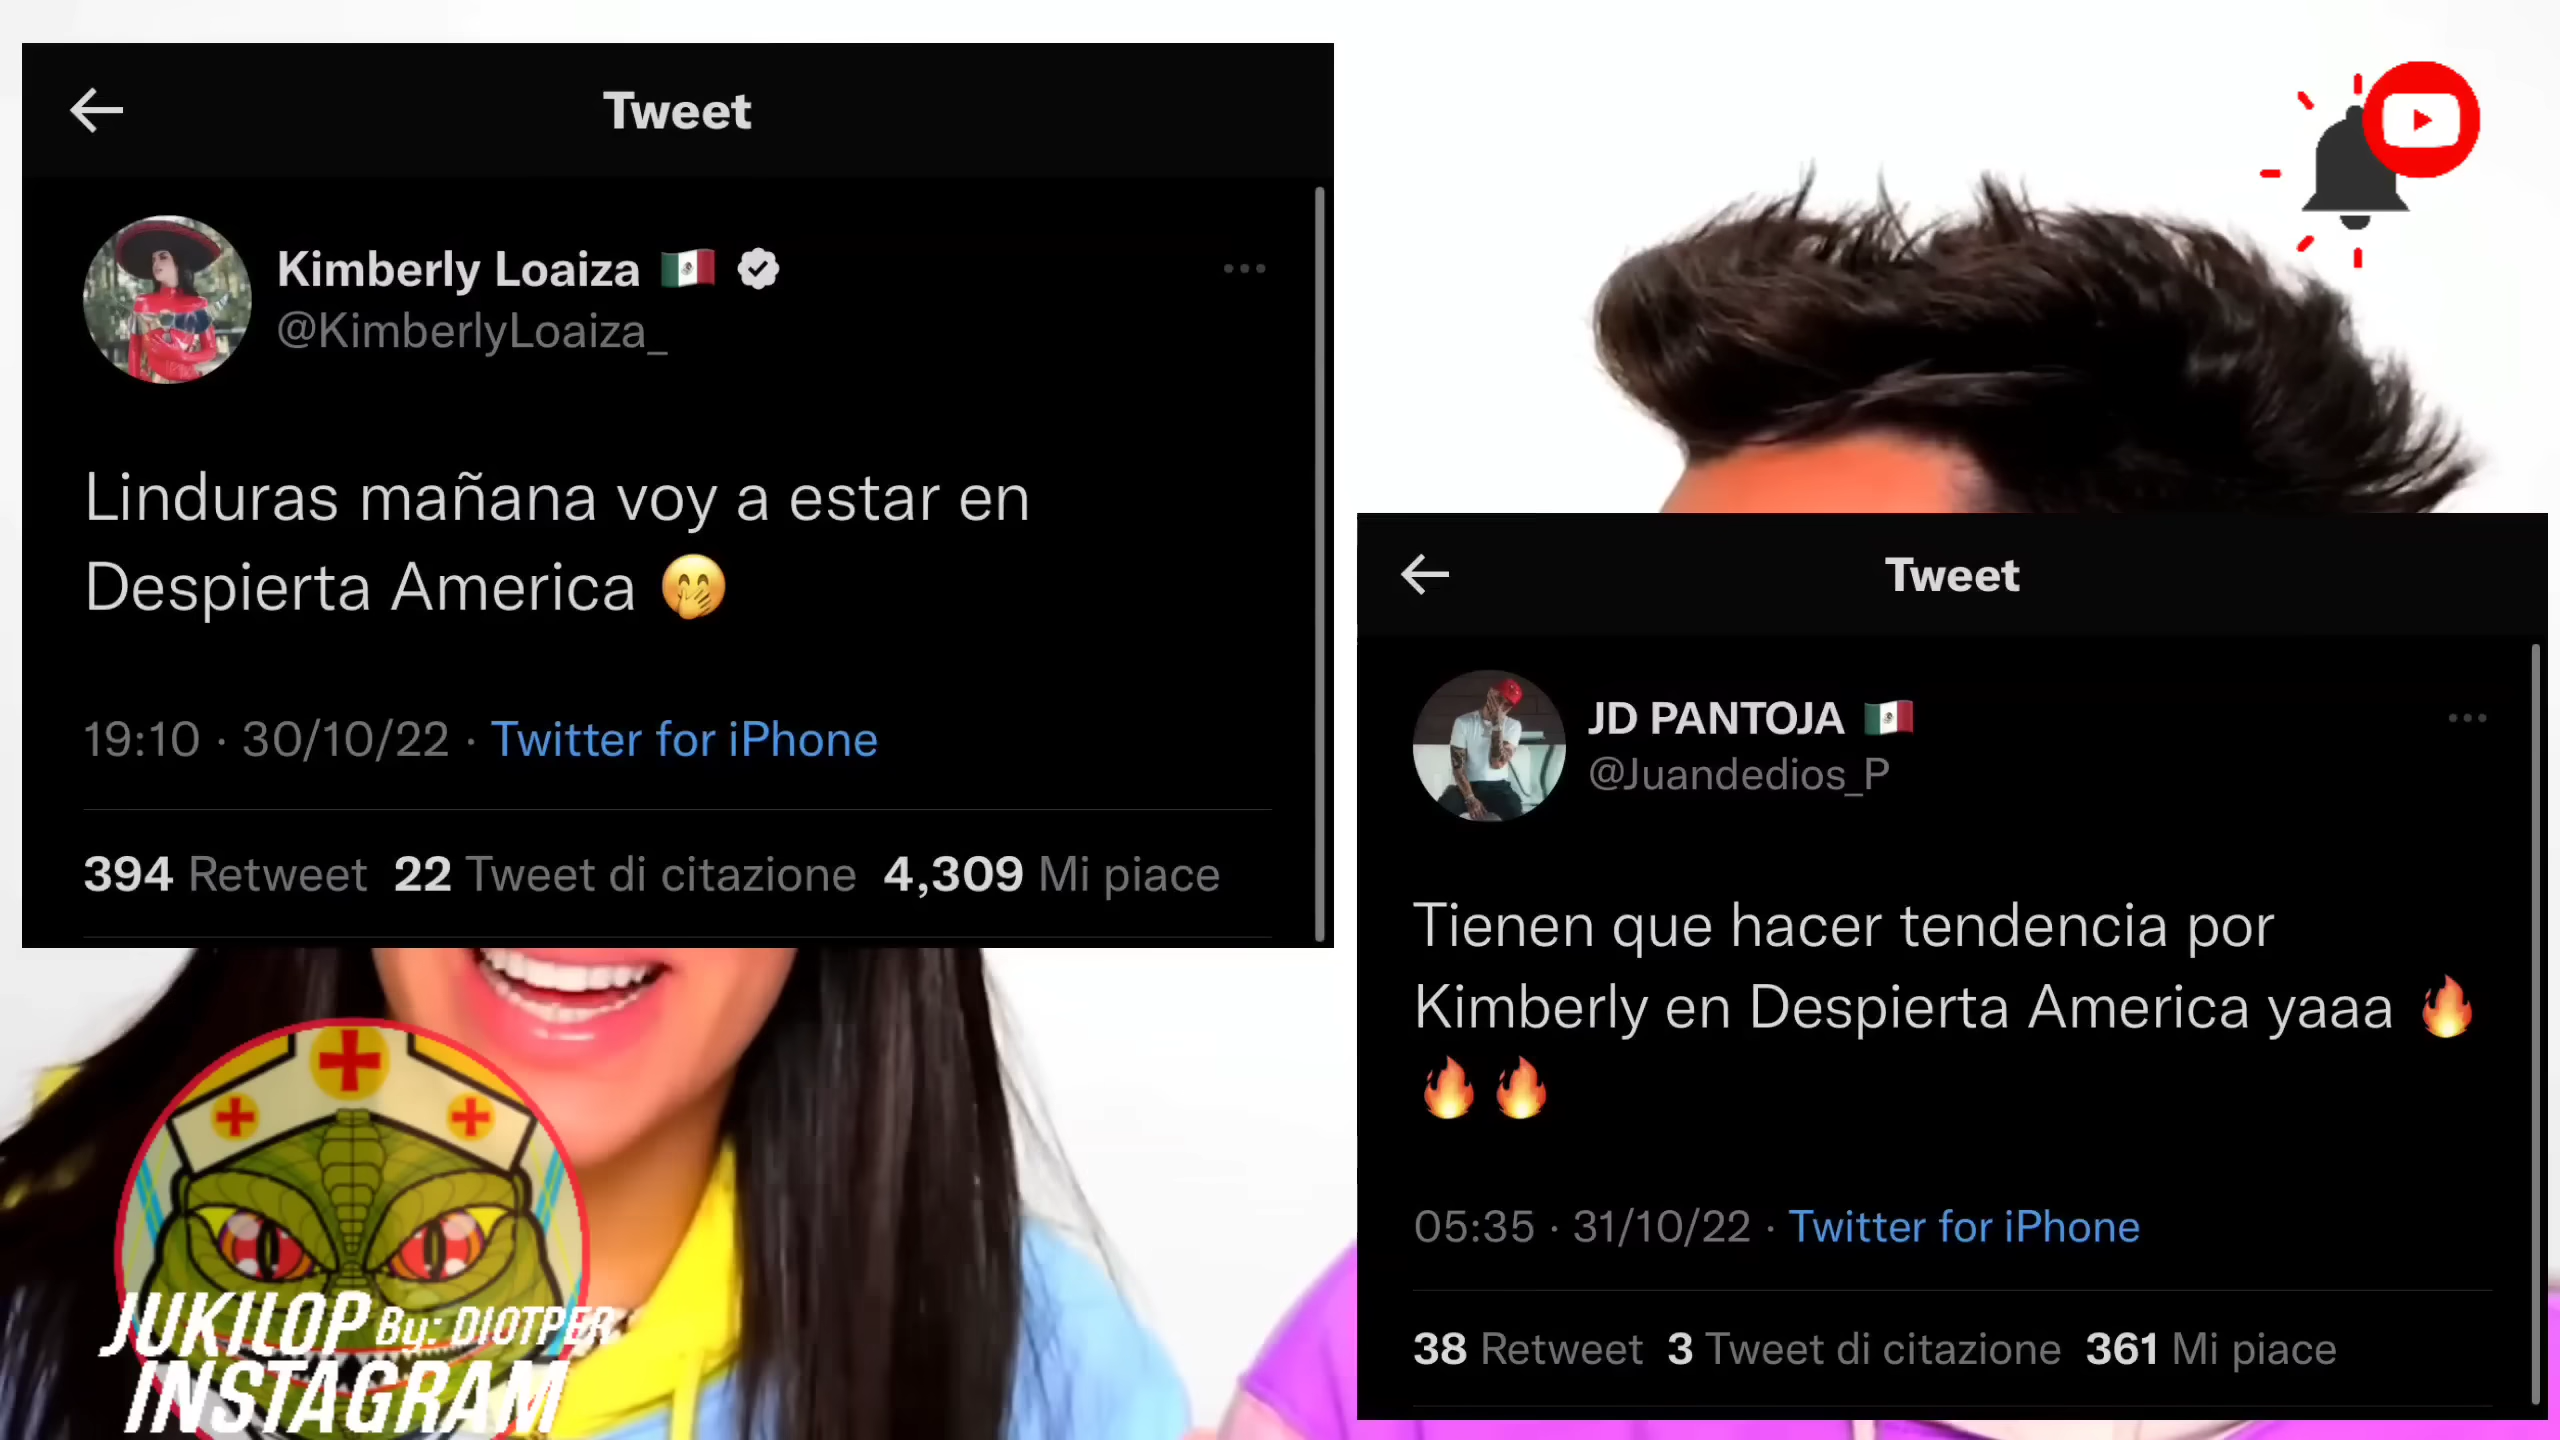 Tweet
Kimberly Loaiza 🇲🇽
@KimberlyLoaiza_
Linduras mañana voy a estar en
Despierta America 🤭
19:10 · 30/10/22 · Twitter for iPhone
394 Retweet 22 Tweet di citazione 4,309 Mi piace
Tweet
JD PANTOJA 🇲🇽
@Juandedios_P
Tienen que hacer tendencia por
Kimberly en Despierta America yaaa 🔥
🔥🔥
05:35 · 31/10/22 · Twitter for iPhone
38 Retweet 3 Tweet di citazione 361 Mi piace
JUKILOP By: DIOTPER
INSTAGRAM